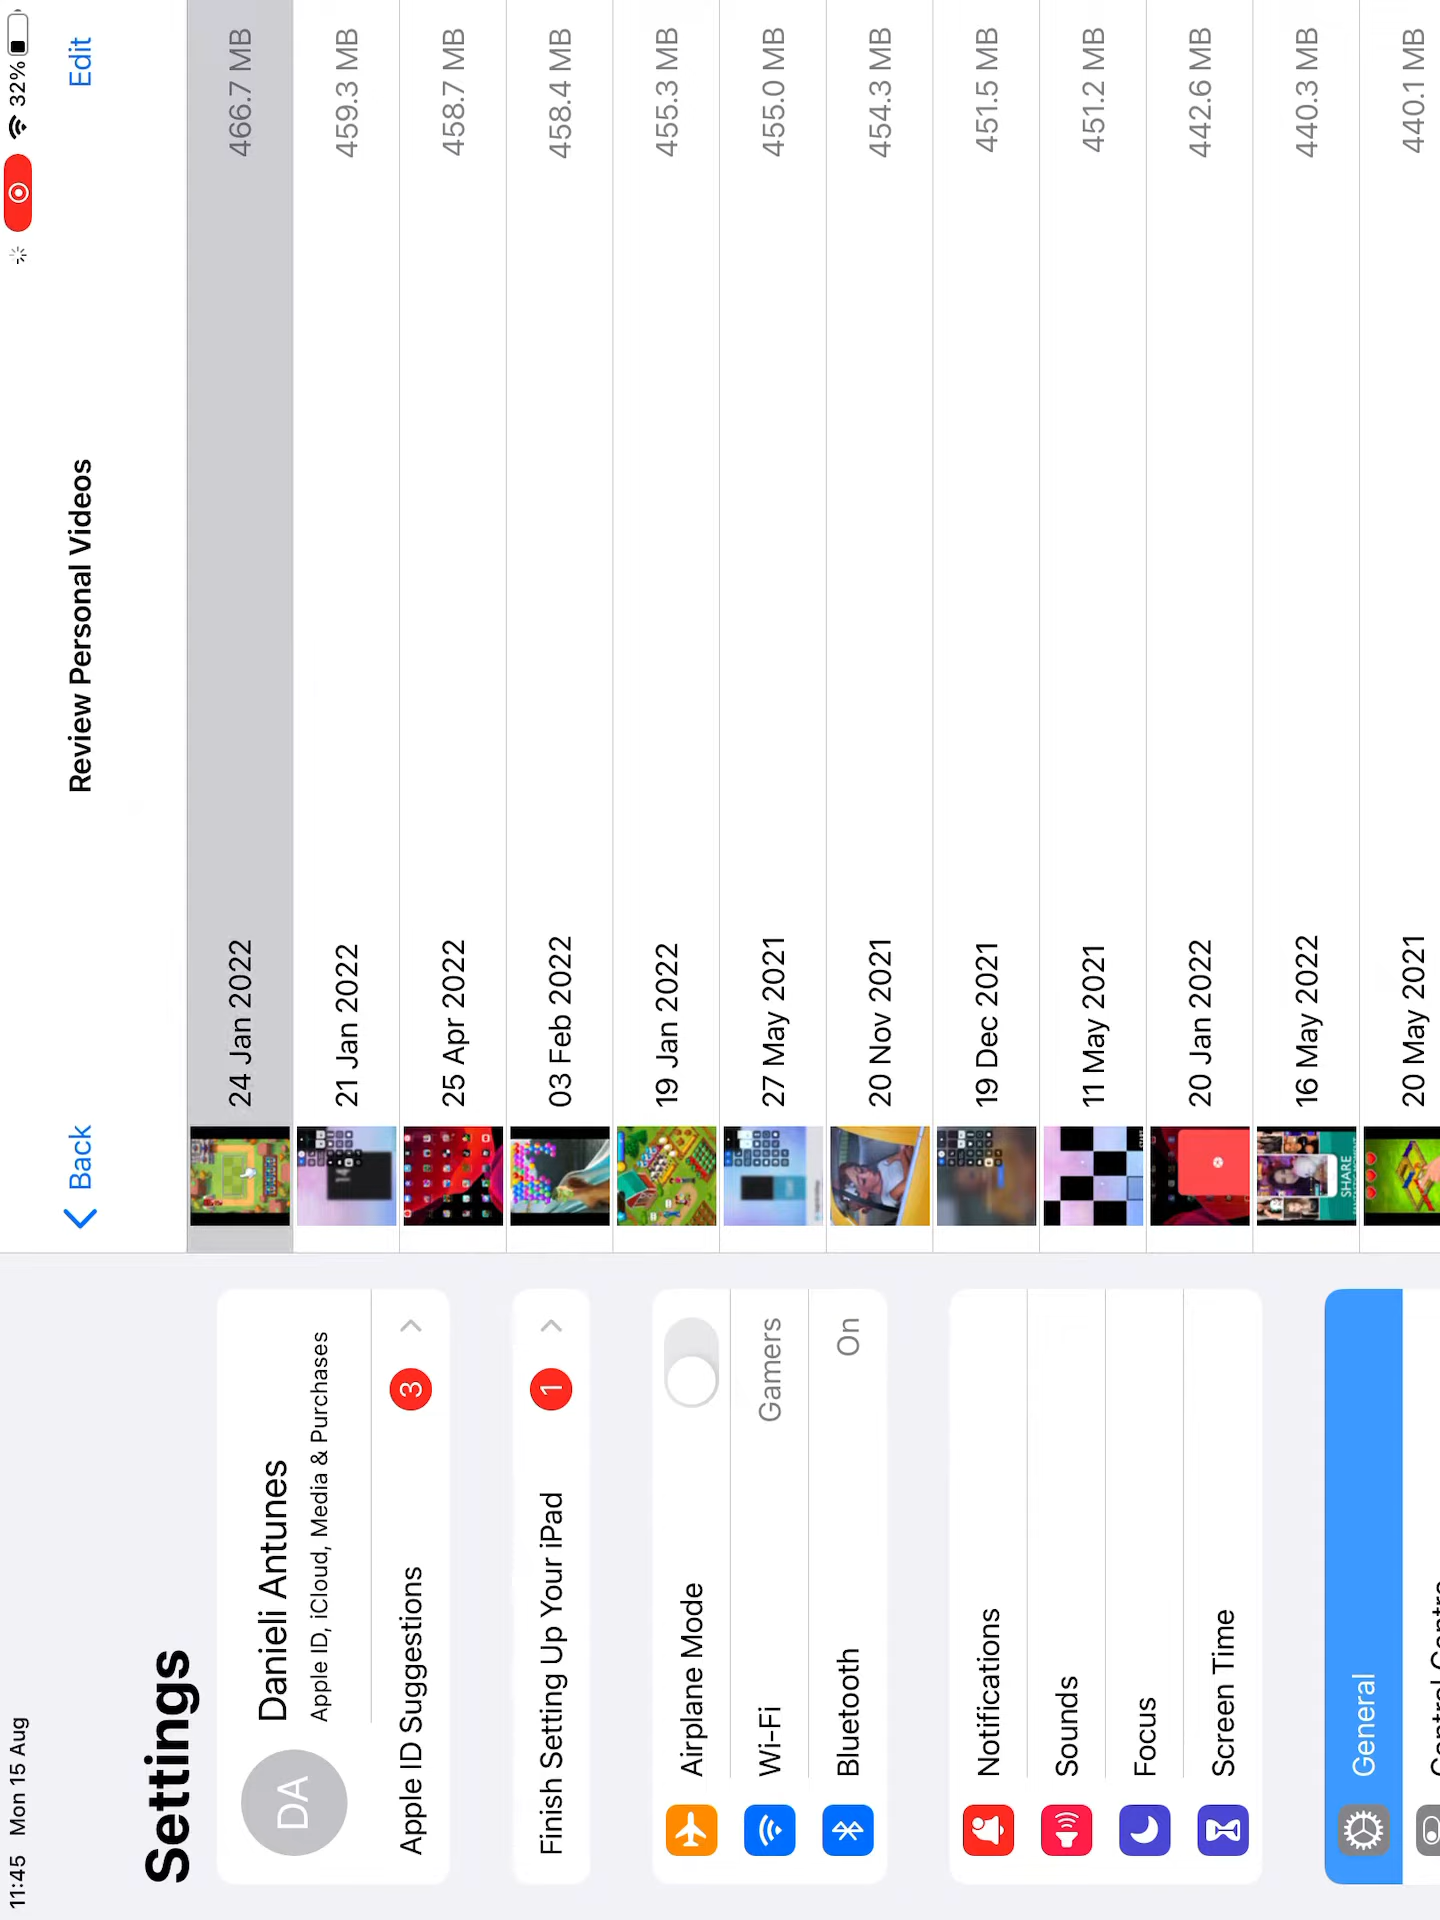 11:45 Mon 15 Aug
32%
Settings
DA
Danieli Antunes
Apple ID, iCloud, Media & Purchases
Apple ID Suggestions
3
Finish Setting Up Your iPad
1
Airplane Mode
Wi-Fi
Gamers
Bluetooth
On
Notifications
Sounds
Focus
Screen Time
General
Control Centre
Back
Review Personal Videos
Edit
24 Jan 2022 466.7 MB
21 Jan 2022 459.3 MB
25 Apr 2022 458.7 MB
03 Feb 2022 458.4 MB
19 Jan 2022 455.3 MB
27 May 2021 455.0 MB
20 Nov 2021 454.3 MB
19 Dec 2021 451.5 MB
11 May 2021 451.2 MB
20 Jan 2022 442.6 MB
SHARE
16 May 2022 440.3 MB
20 May 2021 440.1 MB